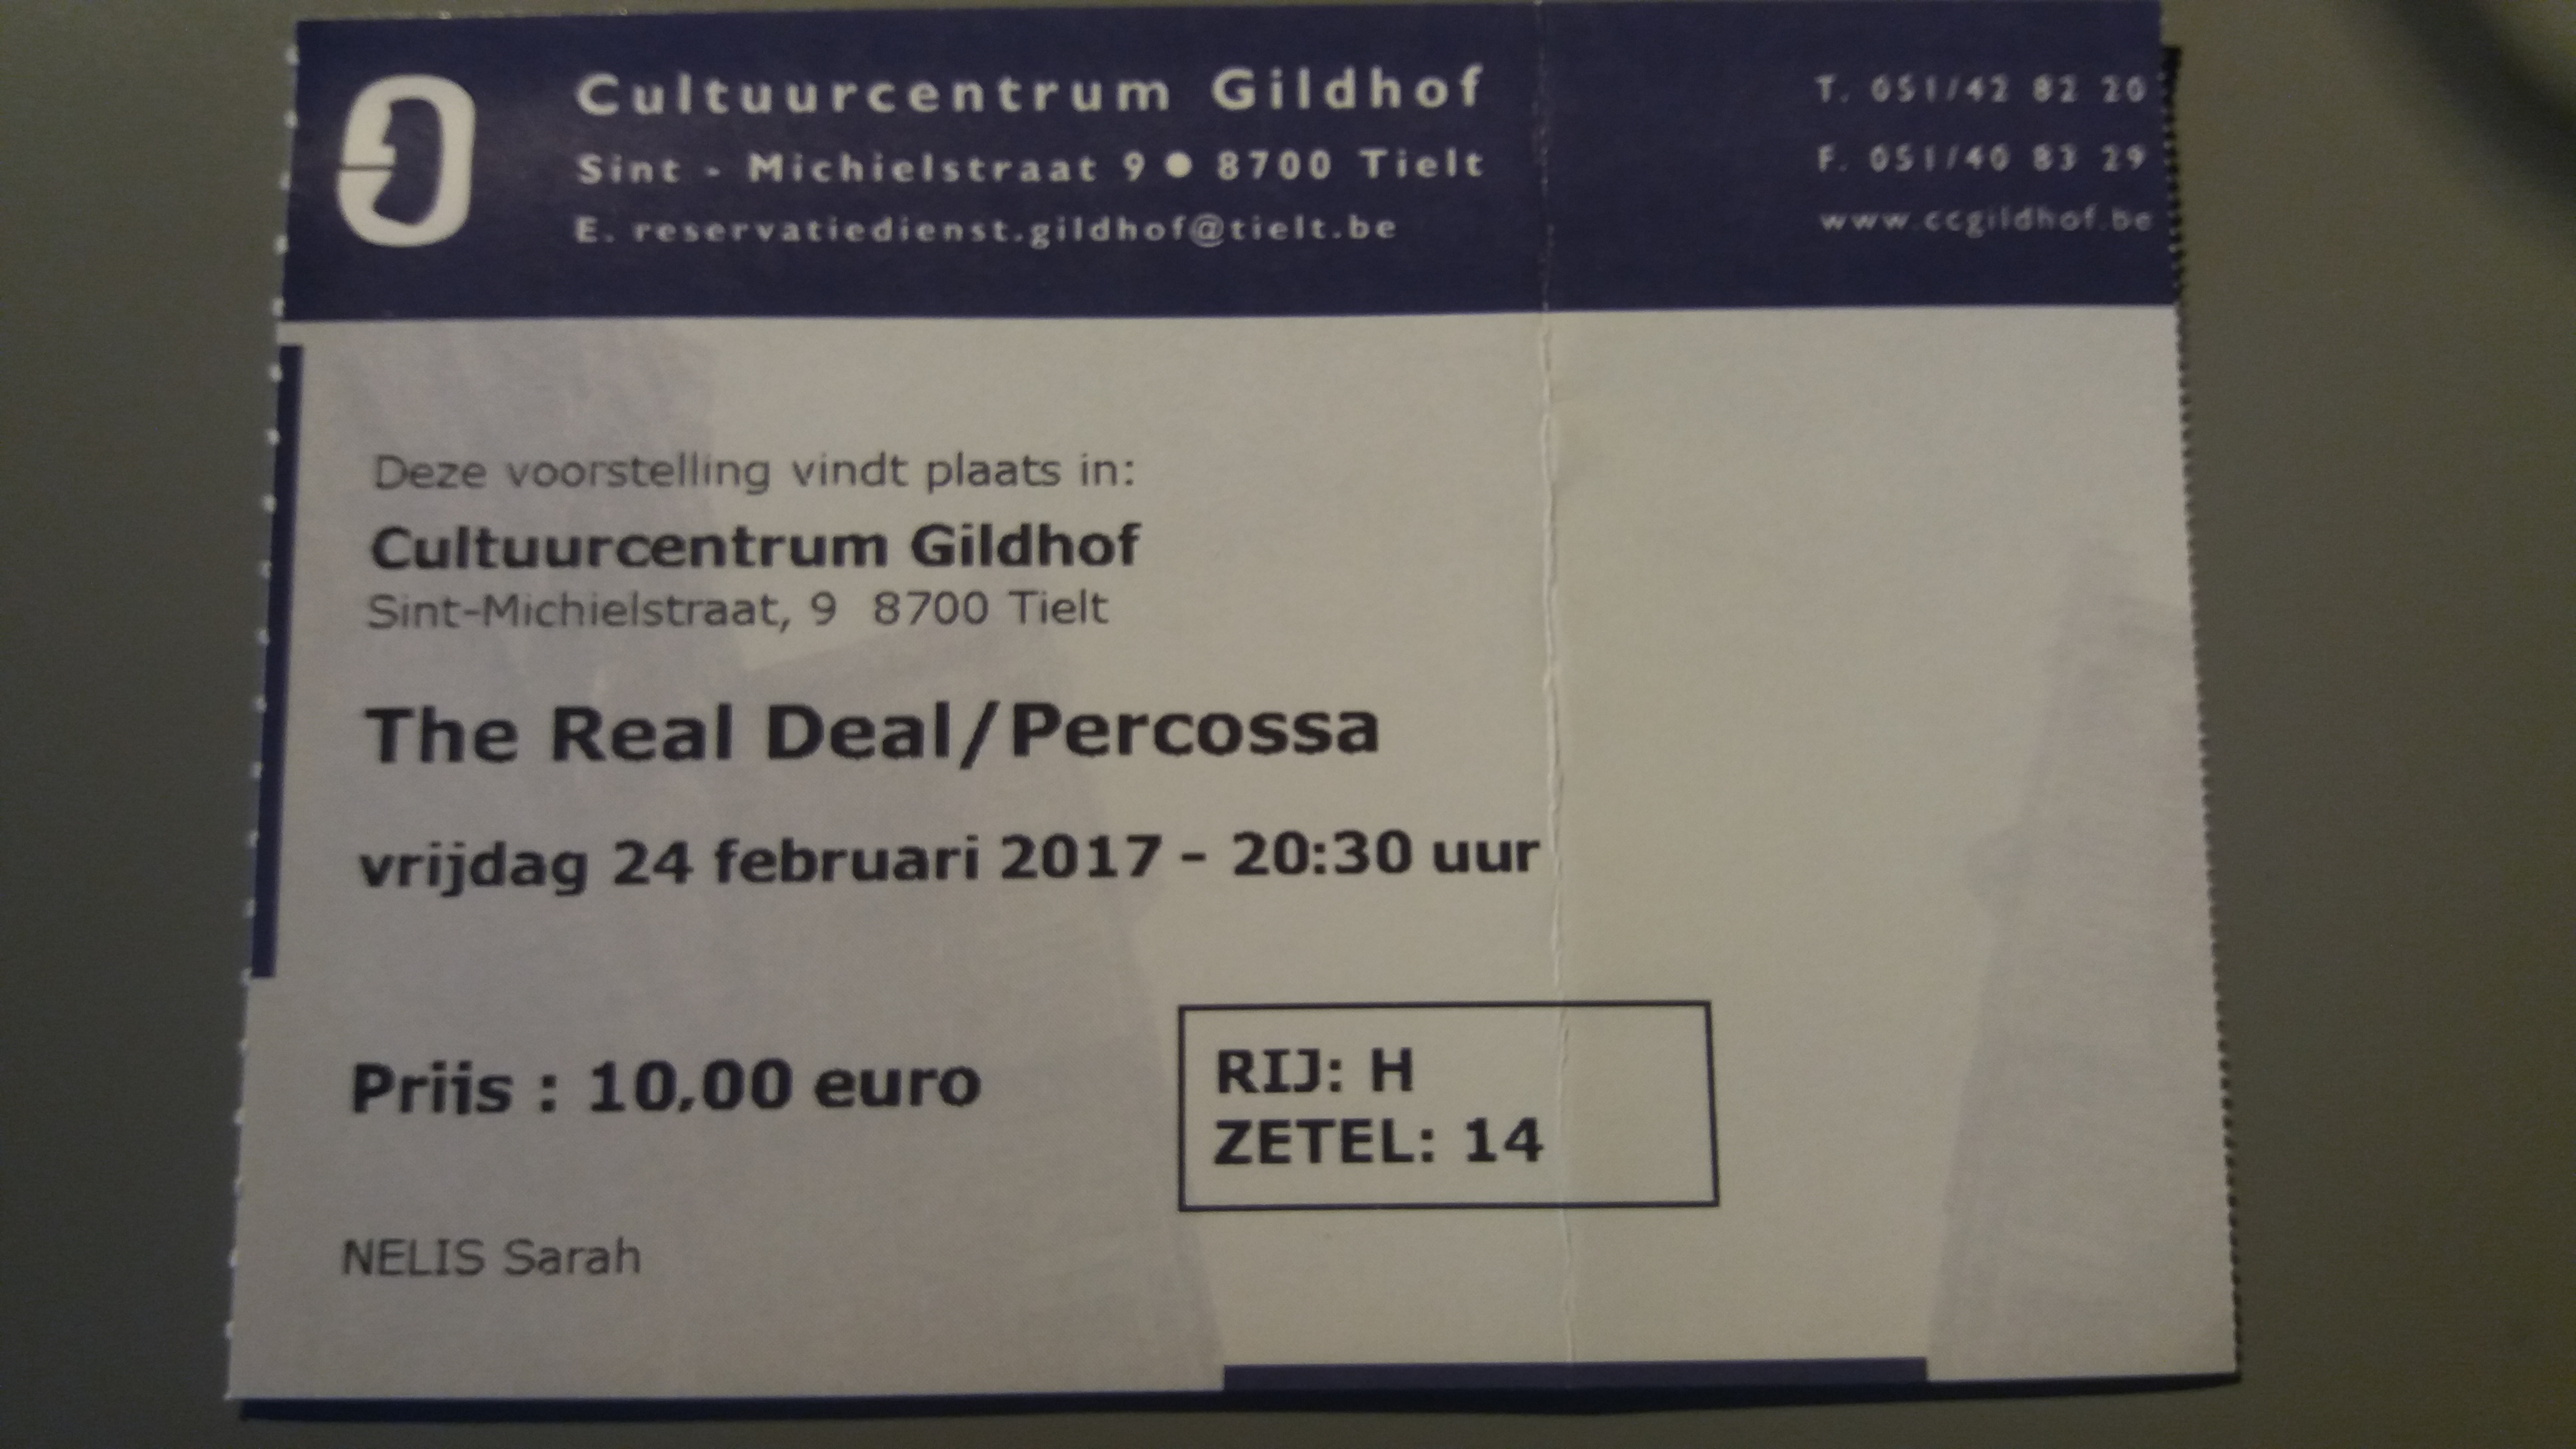 Cultuurcentrum Gildhof
Sint - Michielstraat 9 ● 8700 Tielt
E. reservatiedienst.gildhof@tielt.be
T. 051/42 82 20
F. 051/40 83 29
www.ccgildhof.be
Deze voorstelling vindt plaats in:
Cultuurcentrum Gildhof
Sint-Michielstraat, 9 8700 Tielt
The Real Deal/Percossa
vrijdag 24 februari 2017 - 20:30 uur
Prijs : 10,00 euro
RIJ: H
ZETEL: 14
NELIS Sarah